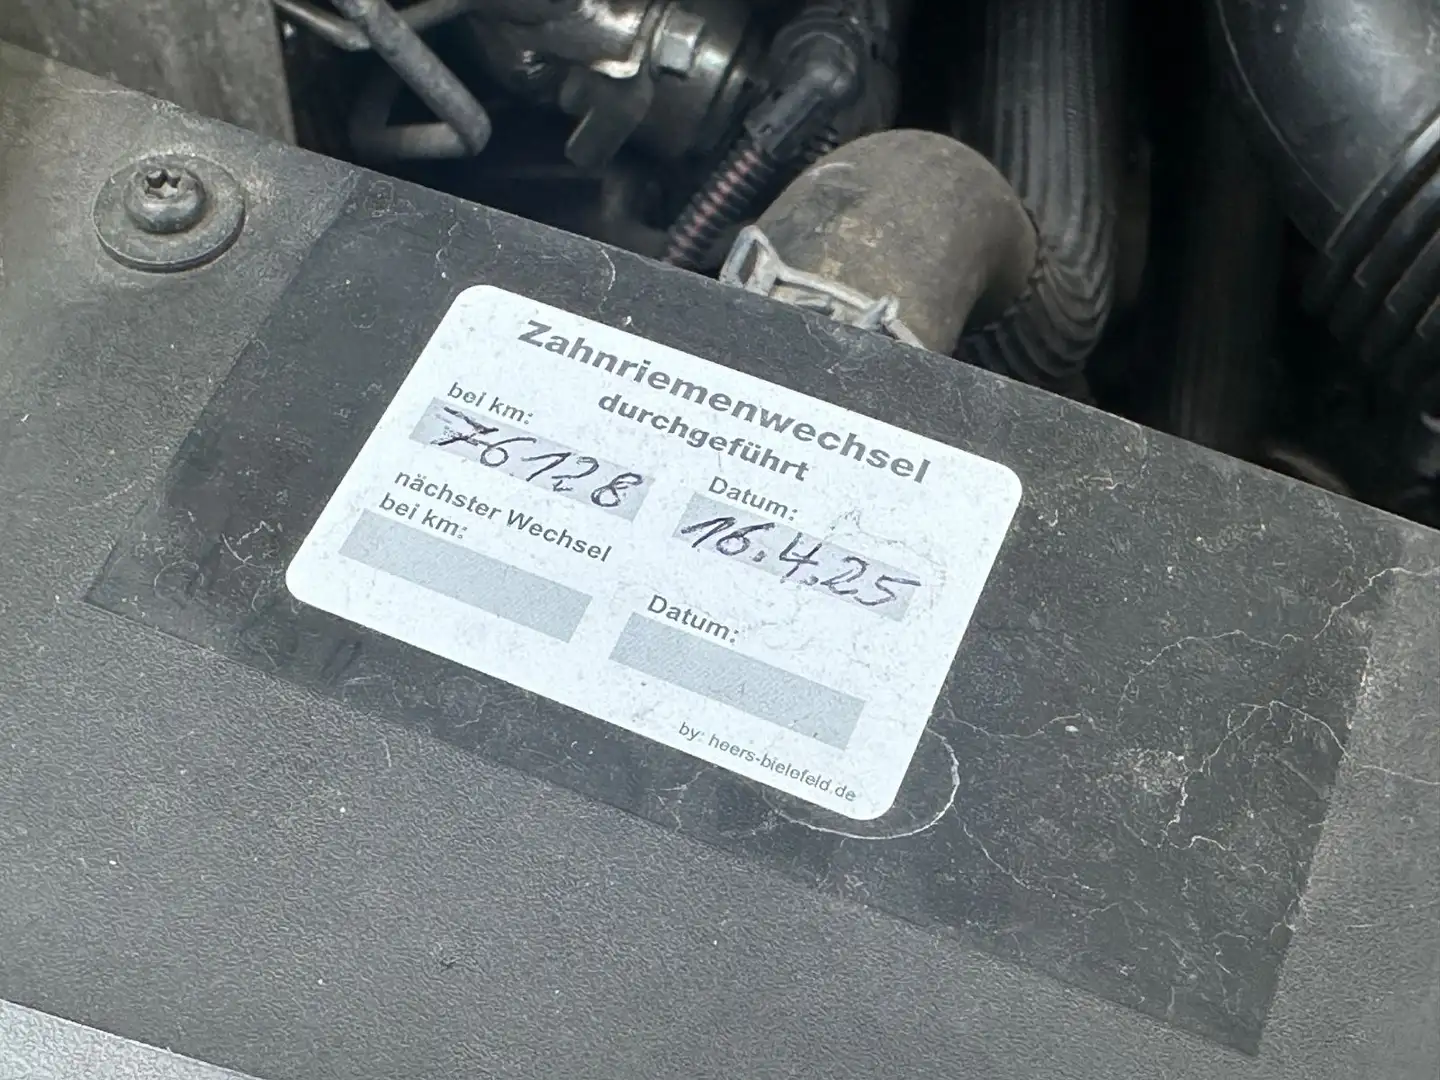 Zahnriemenwechsel
durchgeführt
bei km:
76128
Datum:
16.4.25
nächster Wechsel
bei km:
Datum:
by: heers-bielefeld.de